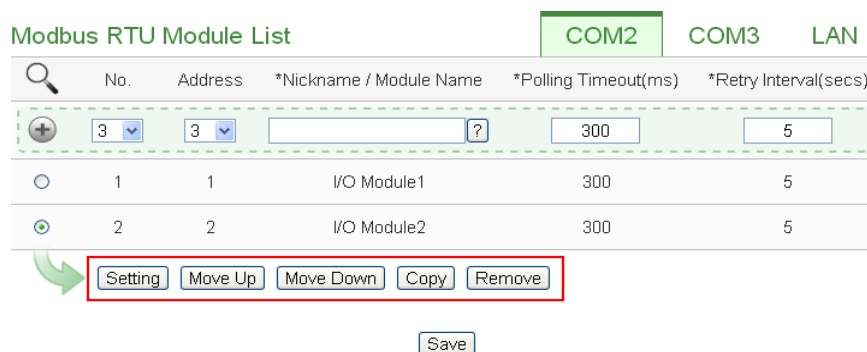 Modbus RTU Module List COM2 COM3 LAN
No. Address *Nickname / Module Name *Polling Timeout(ms) *Retry Interval(secs)
3 3 ? 300 5
1 1 I/O Module1 300 5
2 2 I/O Module2 300 5
Setting Move Up Move Down Copy Remove
Save